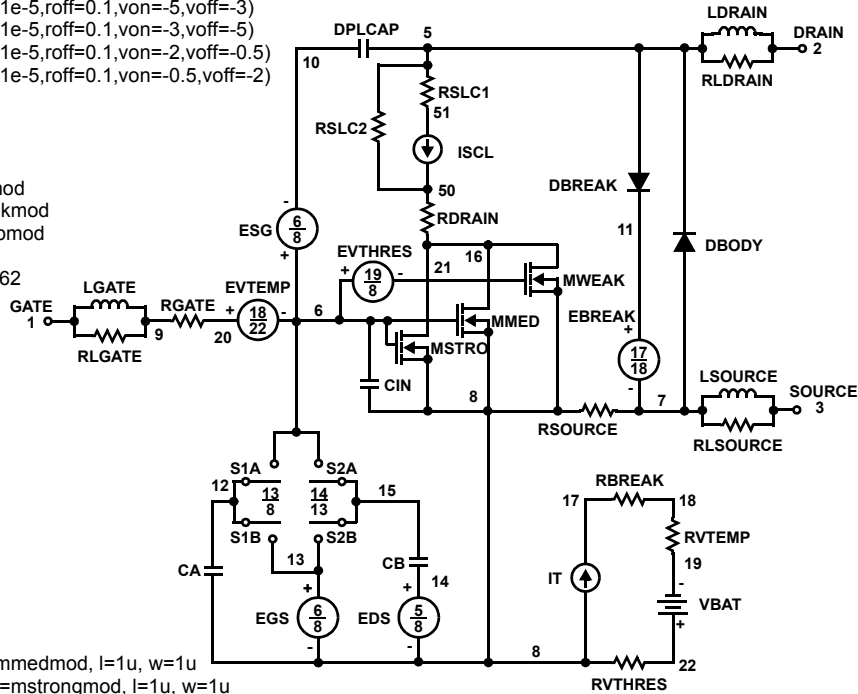 1e-5,roff=0.1,von=-5,voff=-3)
1e-5,roff=0.1,von=-3,voff=-5)
1e-5,roff=0.1,von=-2,voff=-0.5)
1e-5,roff=0.1,von=-0.5,voff=-2)
LDRAIN
DPLCAP 5 DRAIN
10 2
RLDRAIN
RSLC1
51
RSLC2
ISCL
50
nod
kmod
omod
DBREAK
RDRAIN
ESG 6 8 - +
11
DBODY
EVTHRES 16
+ 19 8 - 21
MWEAK
62
LGATE EVTEMP
GATE RGATE + 18 22 - 6
1
9 20
RLGATE
MMED
EBREAK +
MSTRO
17 18
-
CIN
LSOURCE
8 7 SOURCE
3
RSOURCE
RLSOURCE
S1A S2A
12 13 8 14 13 15
S1B S2B
RBREAK
17 18
RVTEMP
13
CA CB
19
IT
14
-
VBAT
+
EGS + 6 8 - EDS + 5 8 -
8 22
RVTHRES
mmedmod, l=1u, w=1u
=mstrongmod, l=1u, w=1u